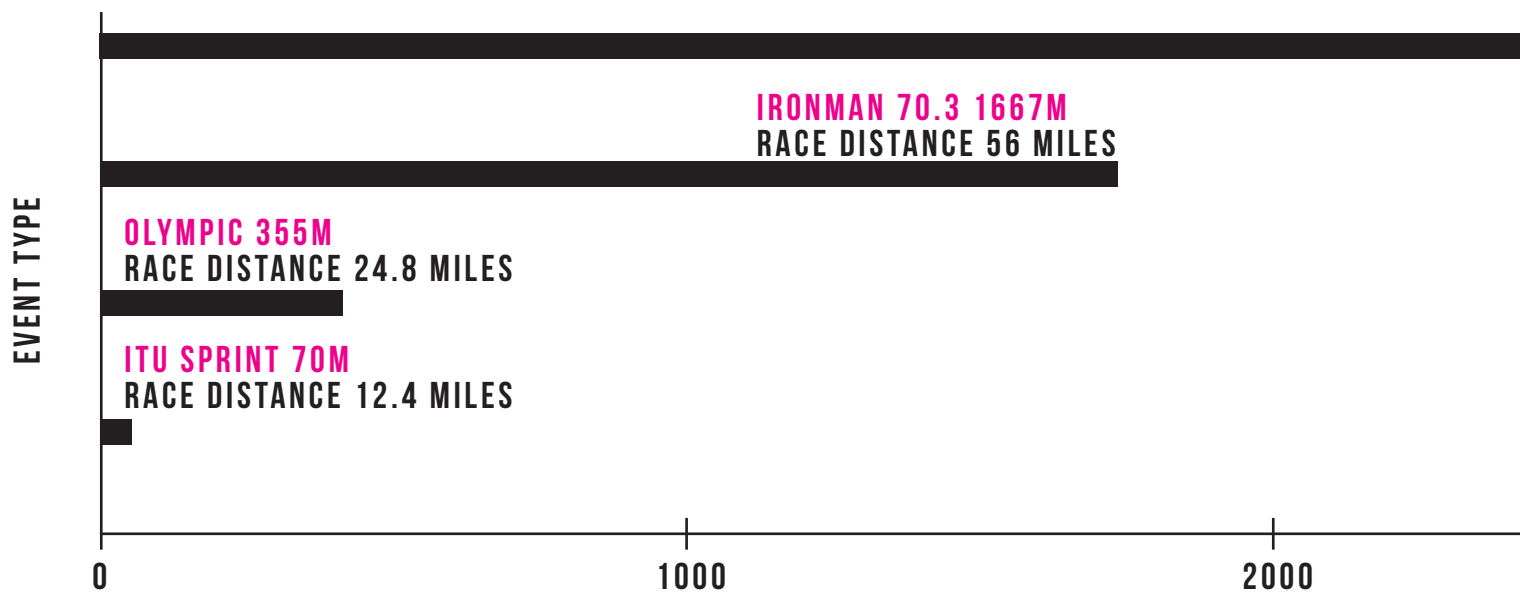 IRONMAN 70.3 1667M
RACE DISTANCE 56 MILES
OLYMPIC 355M
RACE DISTANCE 24.8 MILES
ITU SPRINT 70M
RACE DISTANCE 12.4 MILES
EVENT TYPE
0 1000 2000